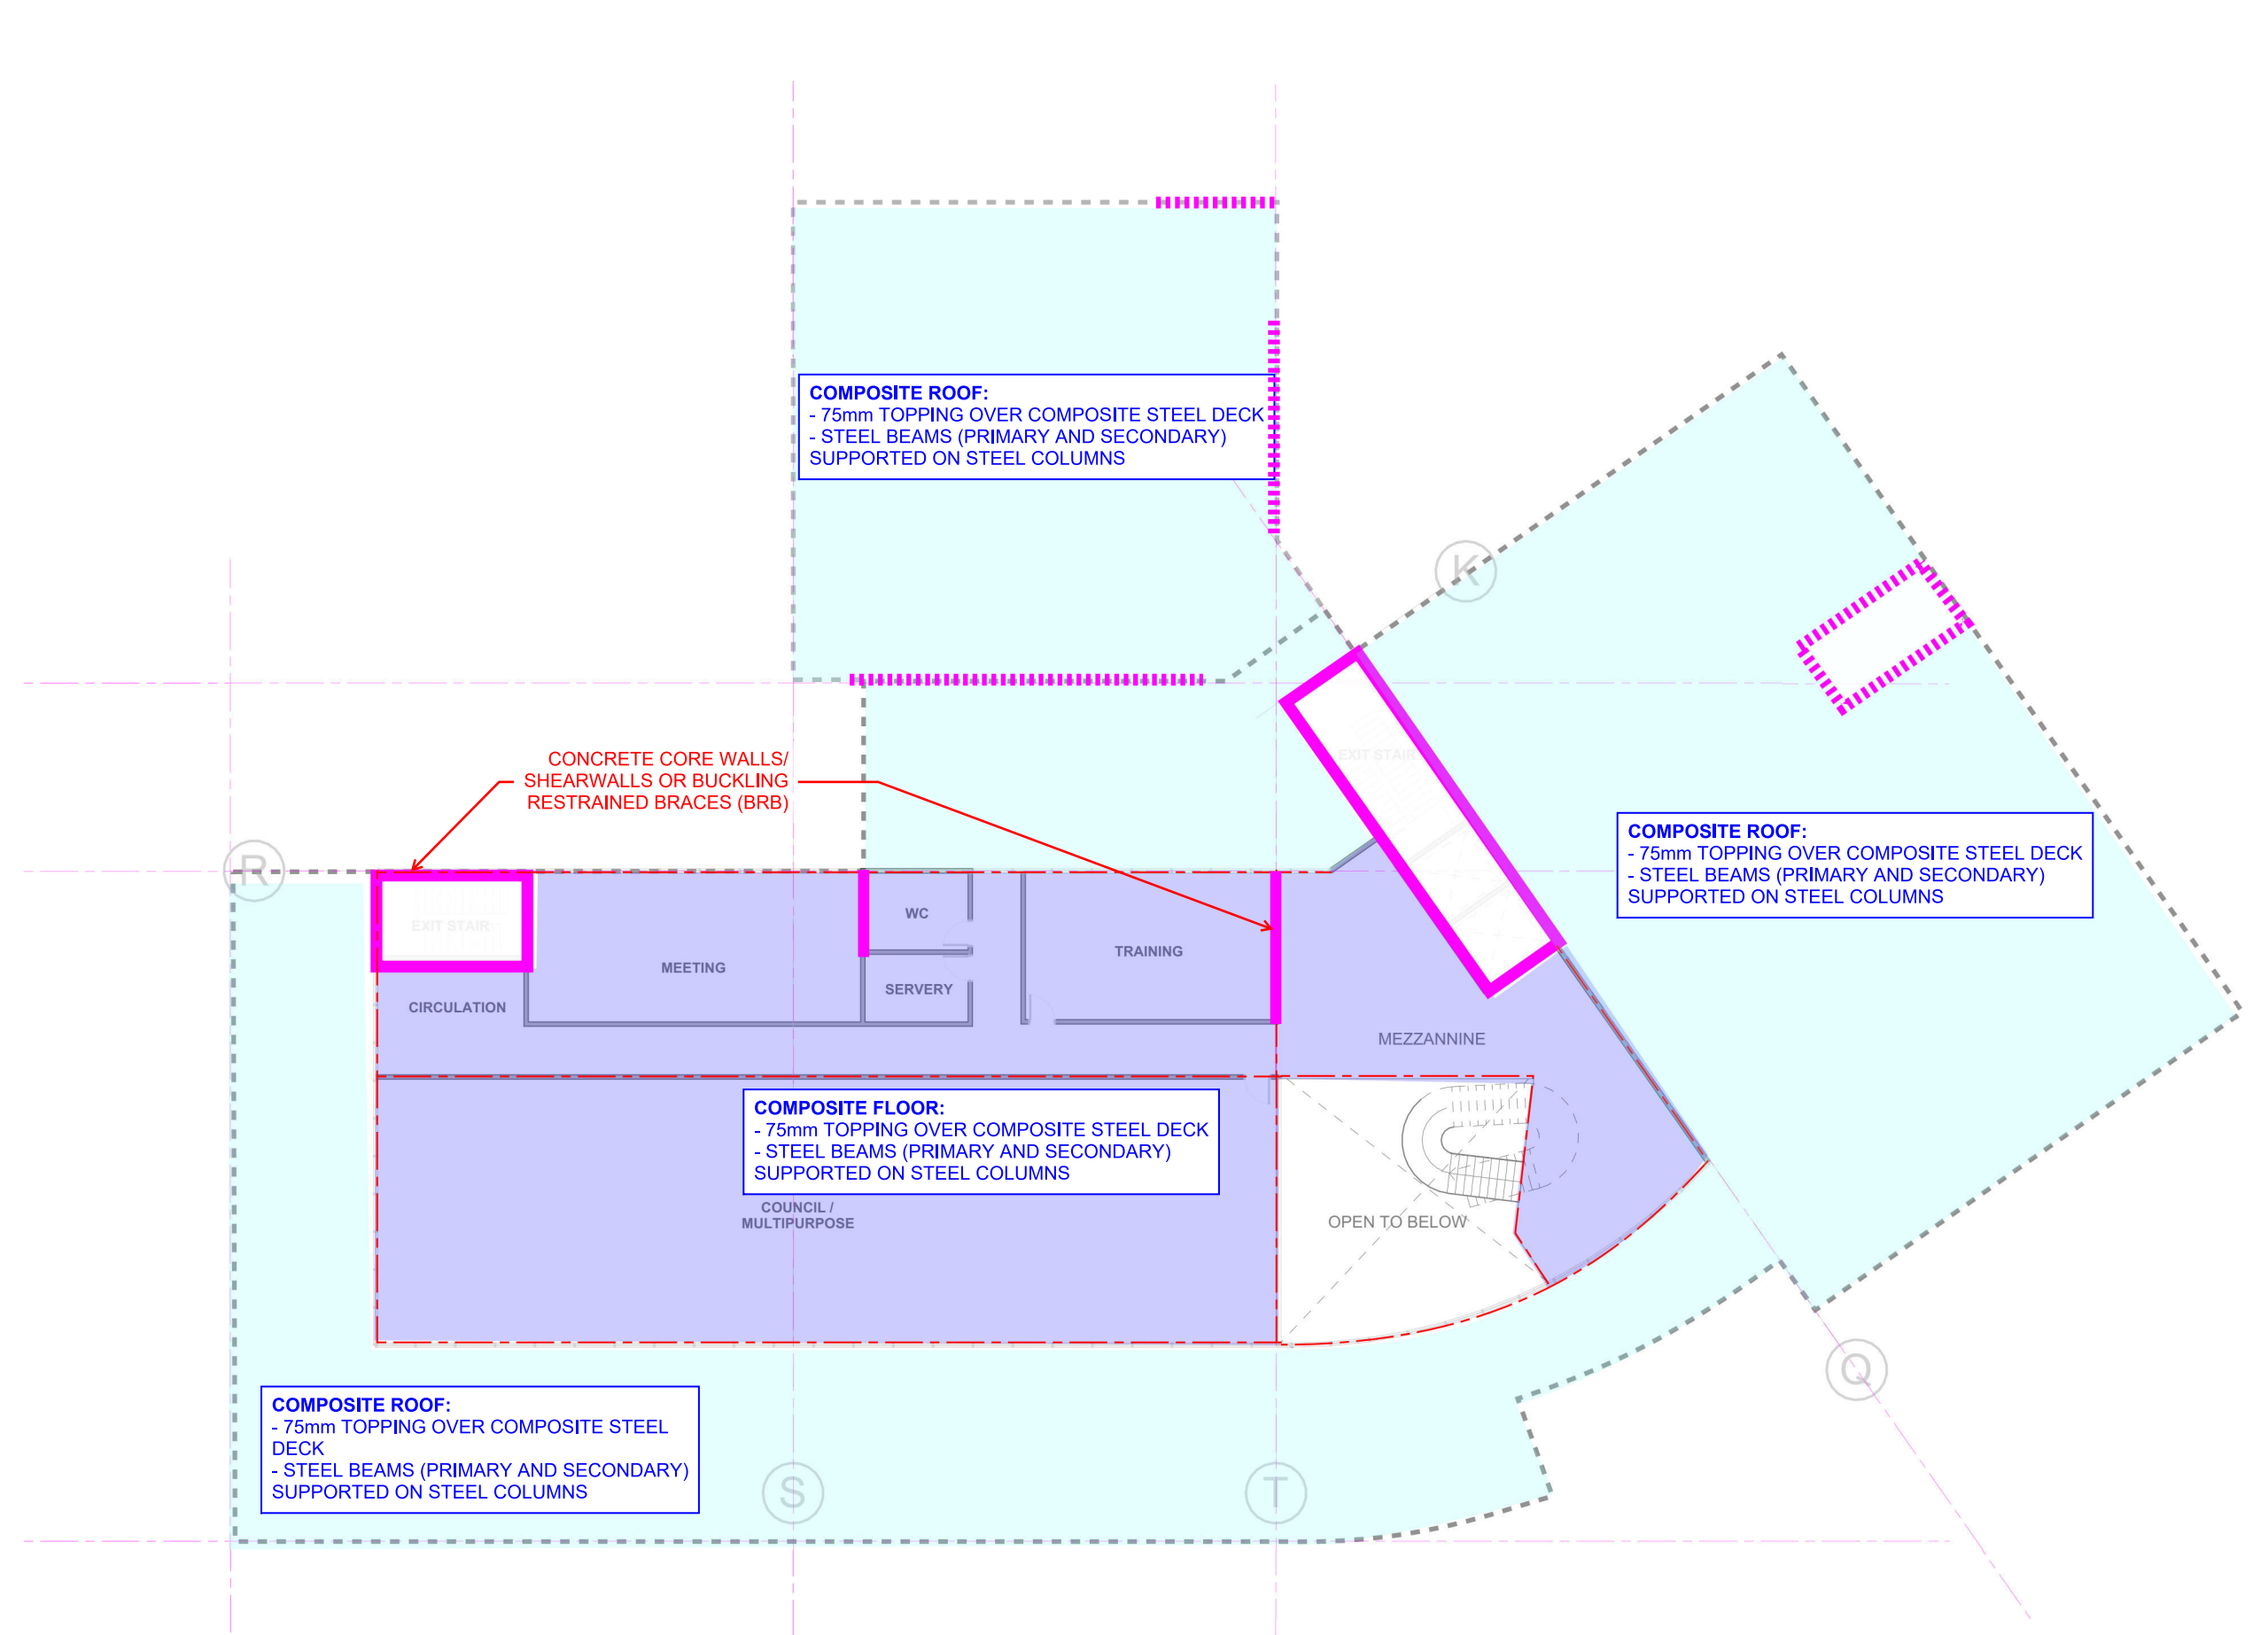 COMPOSITE ROOF:
- 75mm TOPPING OVER COMPOSITE STEEL DECK
- STEEL BEAMS (PRIMARY AND SECONDARY)
SUPPORTED ON STEEL COLUMNS
K
CONCRETE CORE WALLS/
SHEARWALLS OR BUCKLING
RESTRAINED BRACES (BRB)
EXIT STAIR
COMPOSITE ROOF:
- 75mm TOPPING OVER COMPOSITE STEEL DECK
- STEEL BEAMS (PRIMARY AND SECONDARY)
SUPPORTED ON STEEL COLUMNS
R
EXIT STAIR
WC
MEETING
TRAINING
SERVERY
CIRCULATION
MEZZANNINE
COMPOSITE FLOOR:
- 75mm TOPPING OVER COMPOSITE STEEL DECK
- STEEL BEAMS (PRIMARY AND SECONDARY)
SUPPORTED ON STEEL COLUMNS
COUNCIL /
MULTIPURPOSE
OPEN TO BELOW
Q
COMPOSITE ROOF:
- 75mm TOPPING OVER COMPOSITE STEEL
DECK
- STEEL BEAMS (PRIMARY AND SECONDARY)
SUPPORTED ON STEEL COLUMNS
S
T